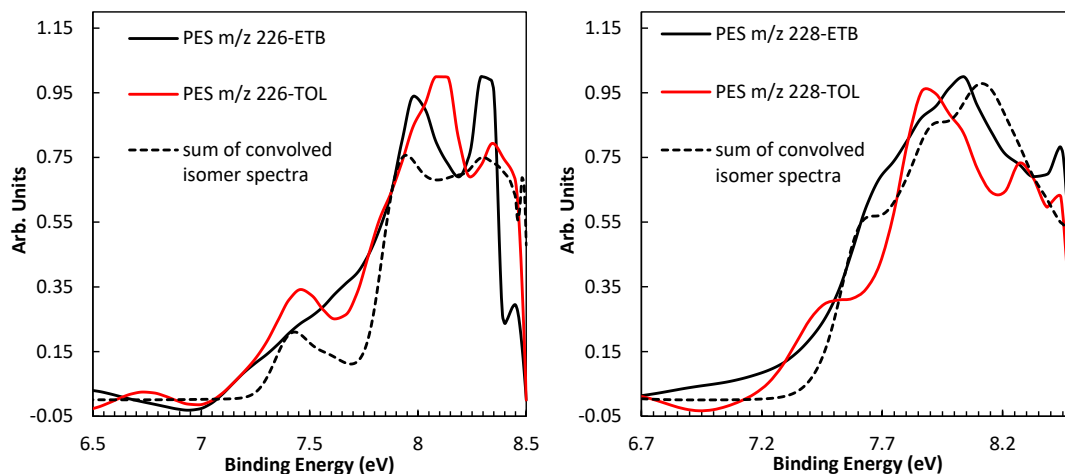 1.15
0.95
0.75
0.55
0.35
0.15
-0.05
Arb. Units
PES m/z 226-ETB
PES m/z 226-TOL
sum of convolved
isomer spectra
6.5 7 7.5 8 8.5
Binding Energy (eV)
1.15
0.95
0.75
0.55
0.35
0.15
-0.05
Arb. Units
PES m/z 228-ETB
PES m/z 228-TOL
sum of convolved
isomer spectra
6.7 7.2 7.7 8.2
Binding Energy (eV)